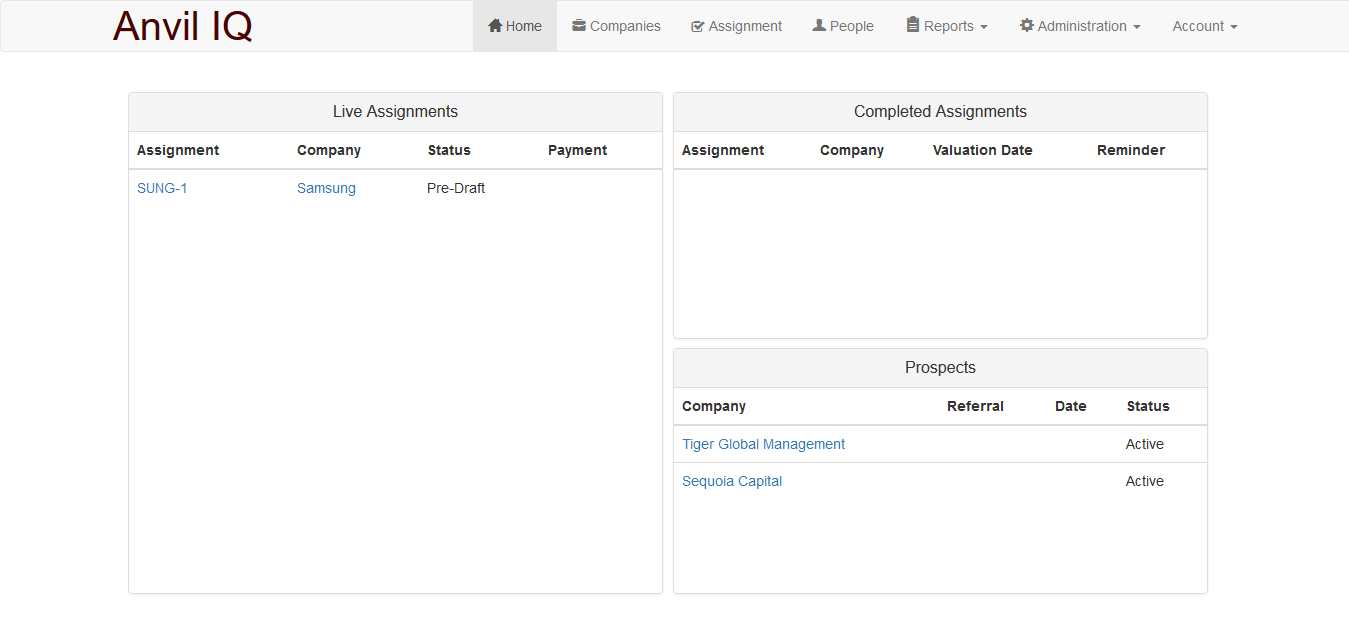 Anvil IQ
Home Companies Assignment People Reports Administration Account
Live Assignments
Assignment Company Status Payment
SUNG-1 Samsung Pre-Draft
Completed Assignments
Assignment Company Valuation Date Reminder
Prospects
Company Referral Date Status
Tiger Global Management Active
Sequoia Capital Active